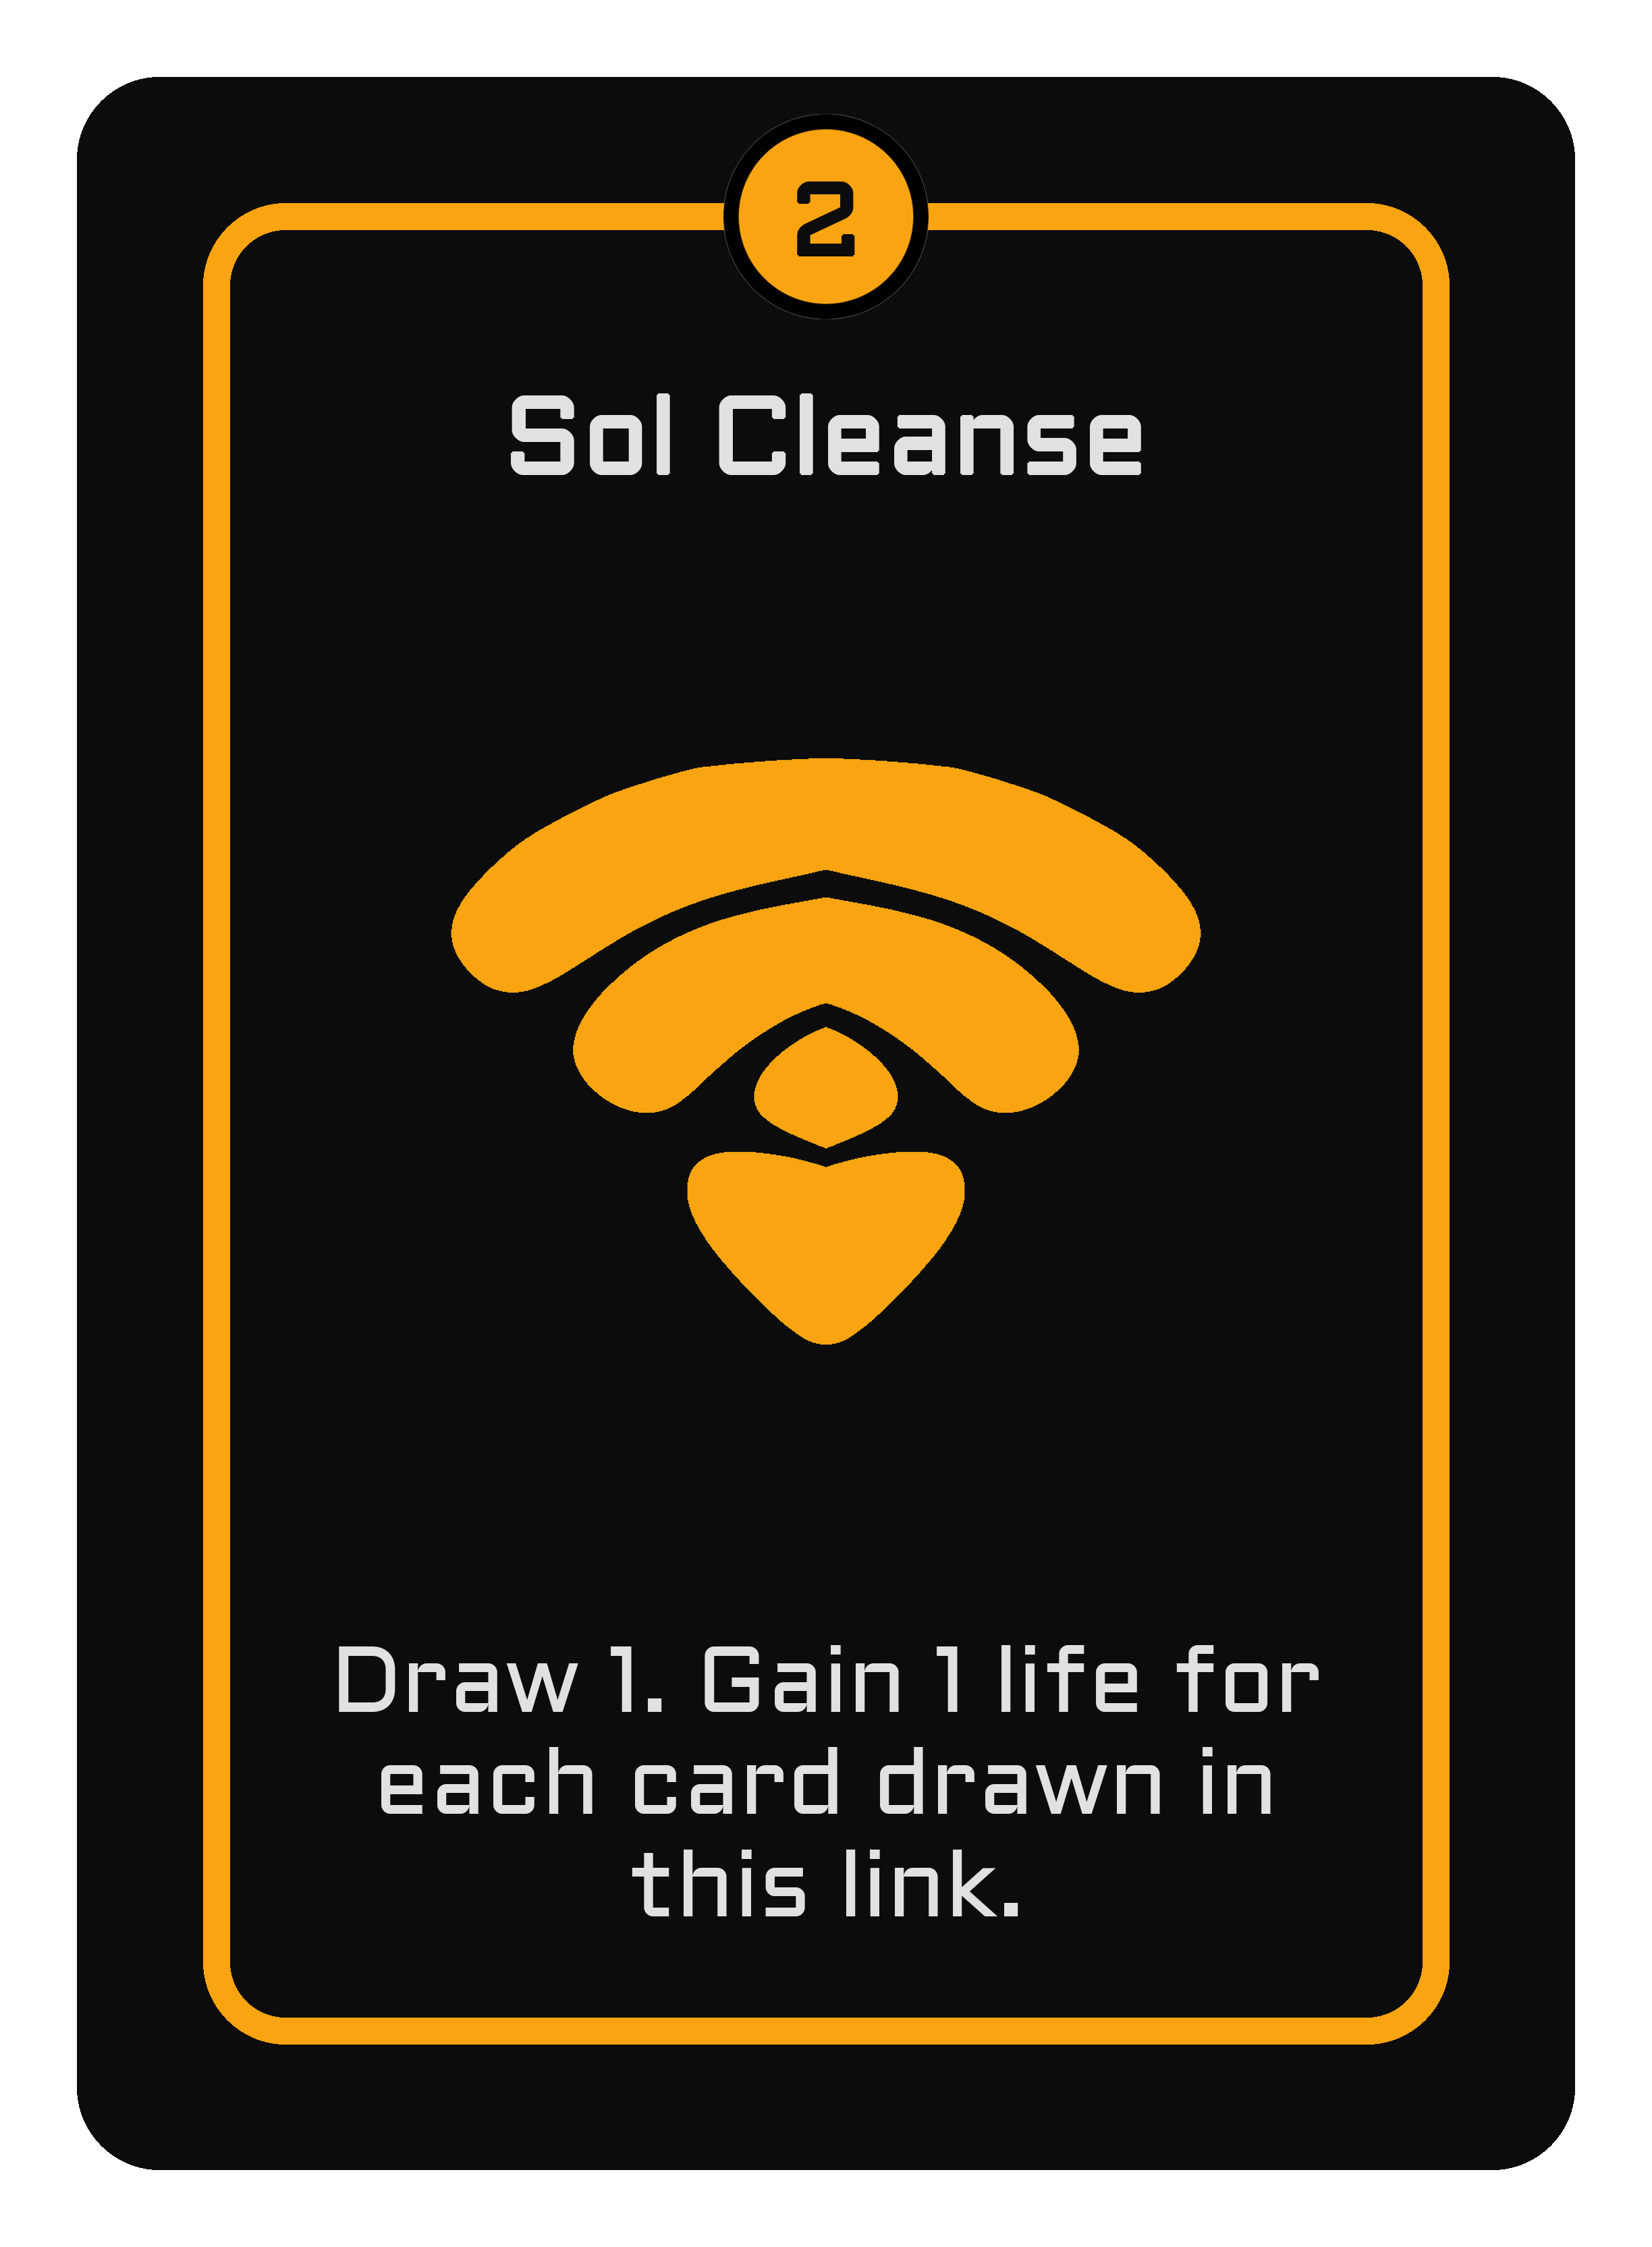 2
Sol Cleanse
Draw 1. Gain 1 life for
each card drawn in
this link.